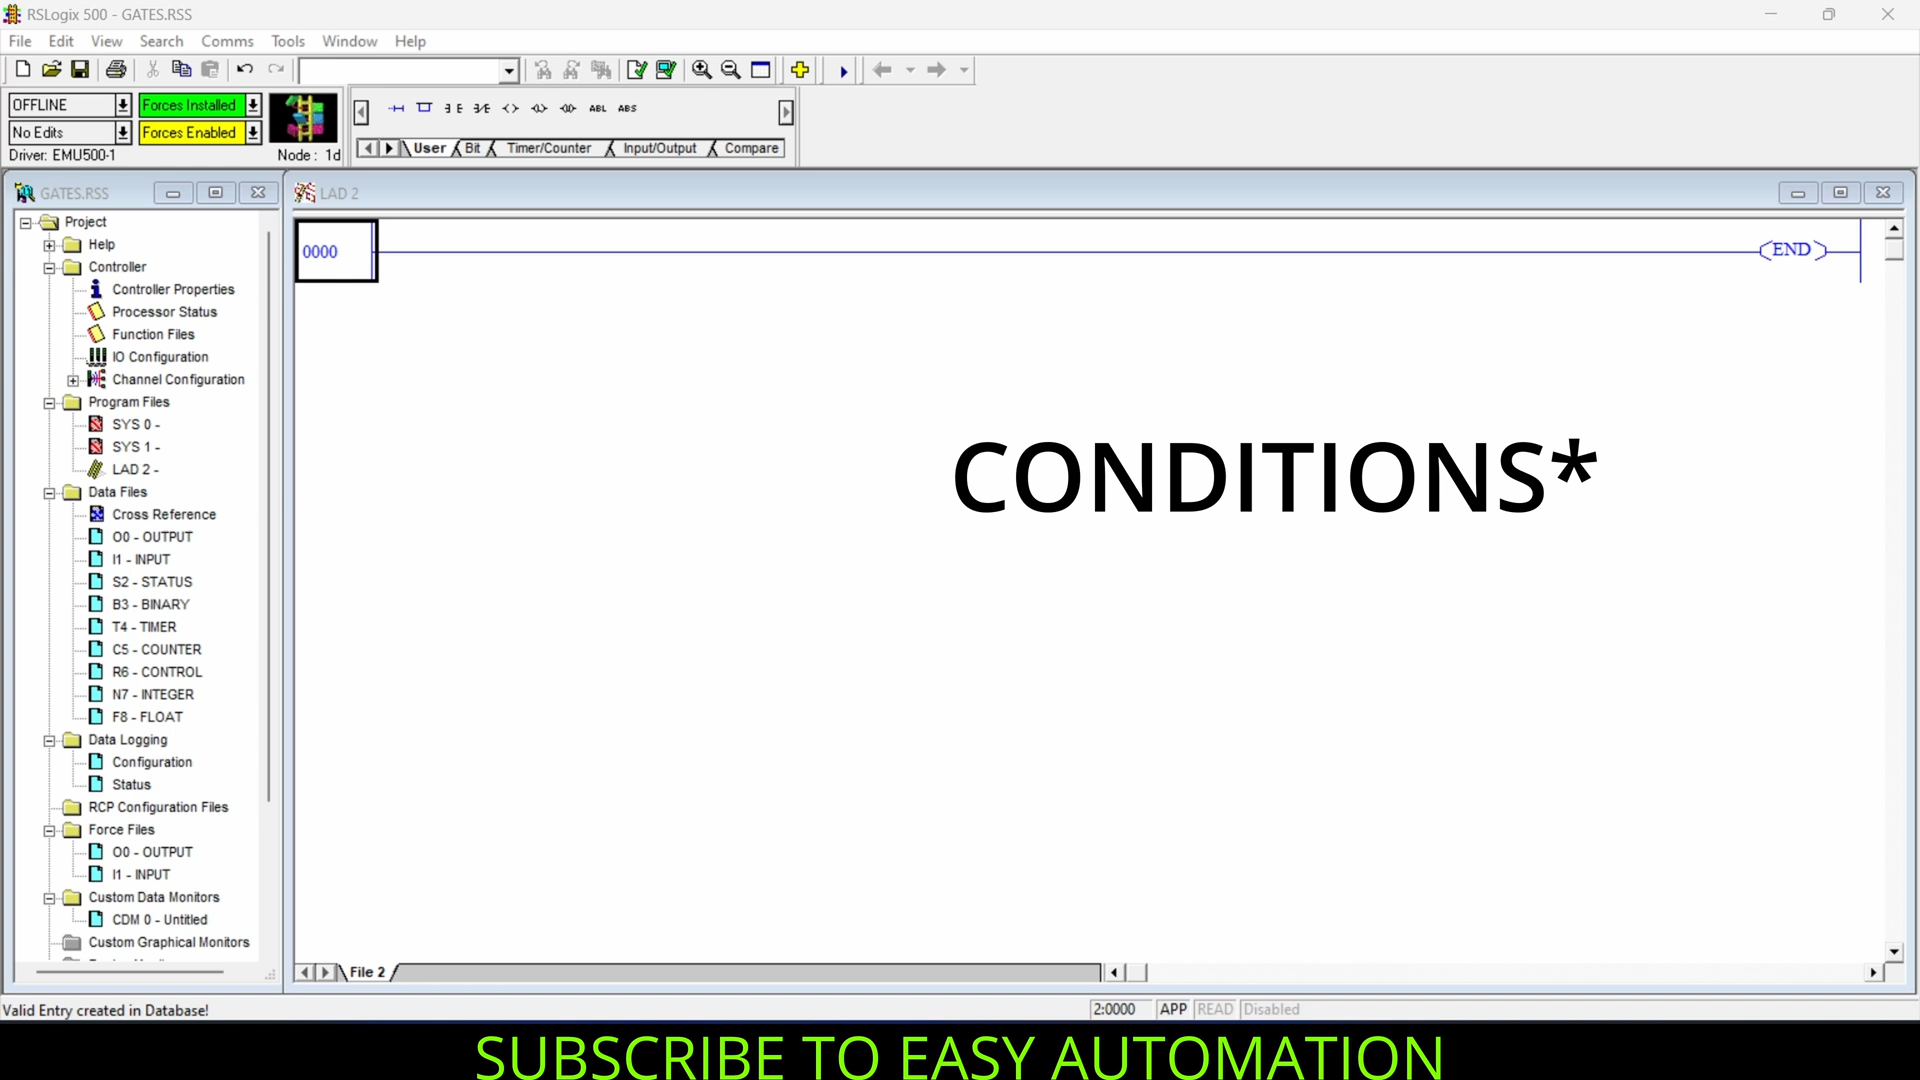 RSLogix 500 - GATES.RSS
File Edit View Search Comms Tools Window Help
OFFLINE Forces Installed
No Edits Forces Enabled
Driver: EMU500-1 Node : 1d
ABL ABS
User Bit Timer/Counter Input/Output Compare
GATES.RSS
LAD 2
Project
Help
Controller
Controller Properties
Processor Status
Function Files
IO Configuration
Channel Configuration
Program Files
SYS 0 -
SYS 1 -
LAD 2 -
Data Files
Cross Reference
O0 - OUTPUT
I1 - INPUT
S2 - STATUS
B3 - BINARY
T4 - TIMER
C5 - COUNTER
R6 - CONTROL
N7 - INTEGER
F8 - FLOAT
Data Logging
Configuration
Status
RCP Configuration Files
Force Files
O0 - OUTPUT
I1 - INPUT
Custom Data Monitors
CDM 0 - Untitled
Custom Graphical Monitors
0000
END
CONDITIONS*
File 2
Valid Entry created in Database!
2:0000 APP READ Disabled
SUBSCRIBE TO EASY AUTOMATION